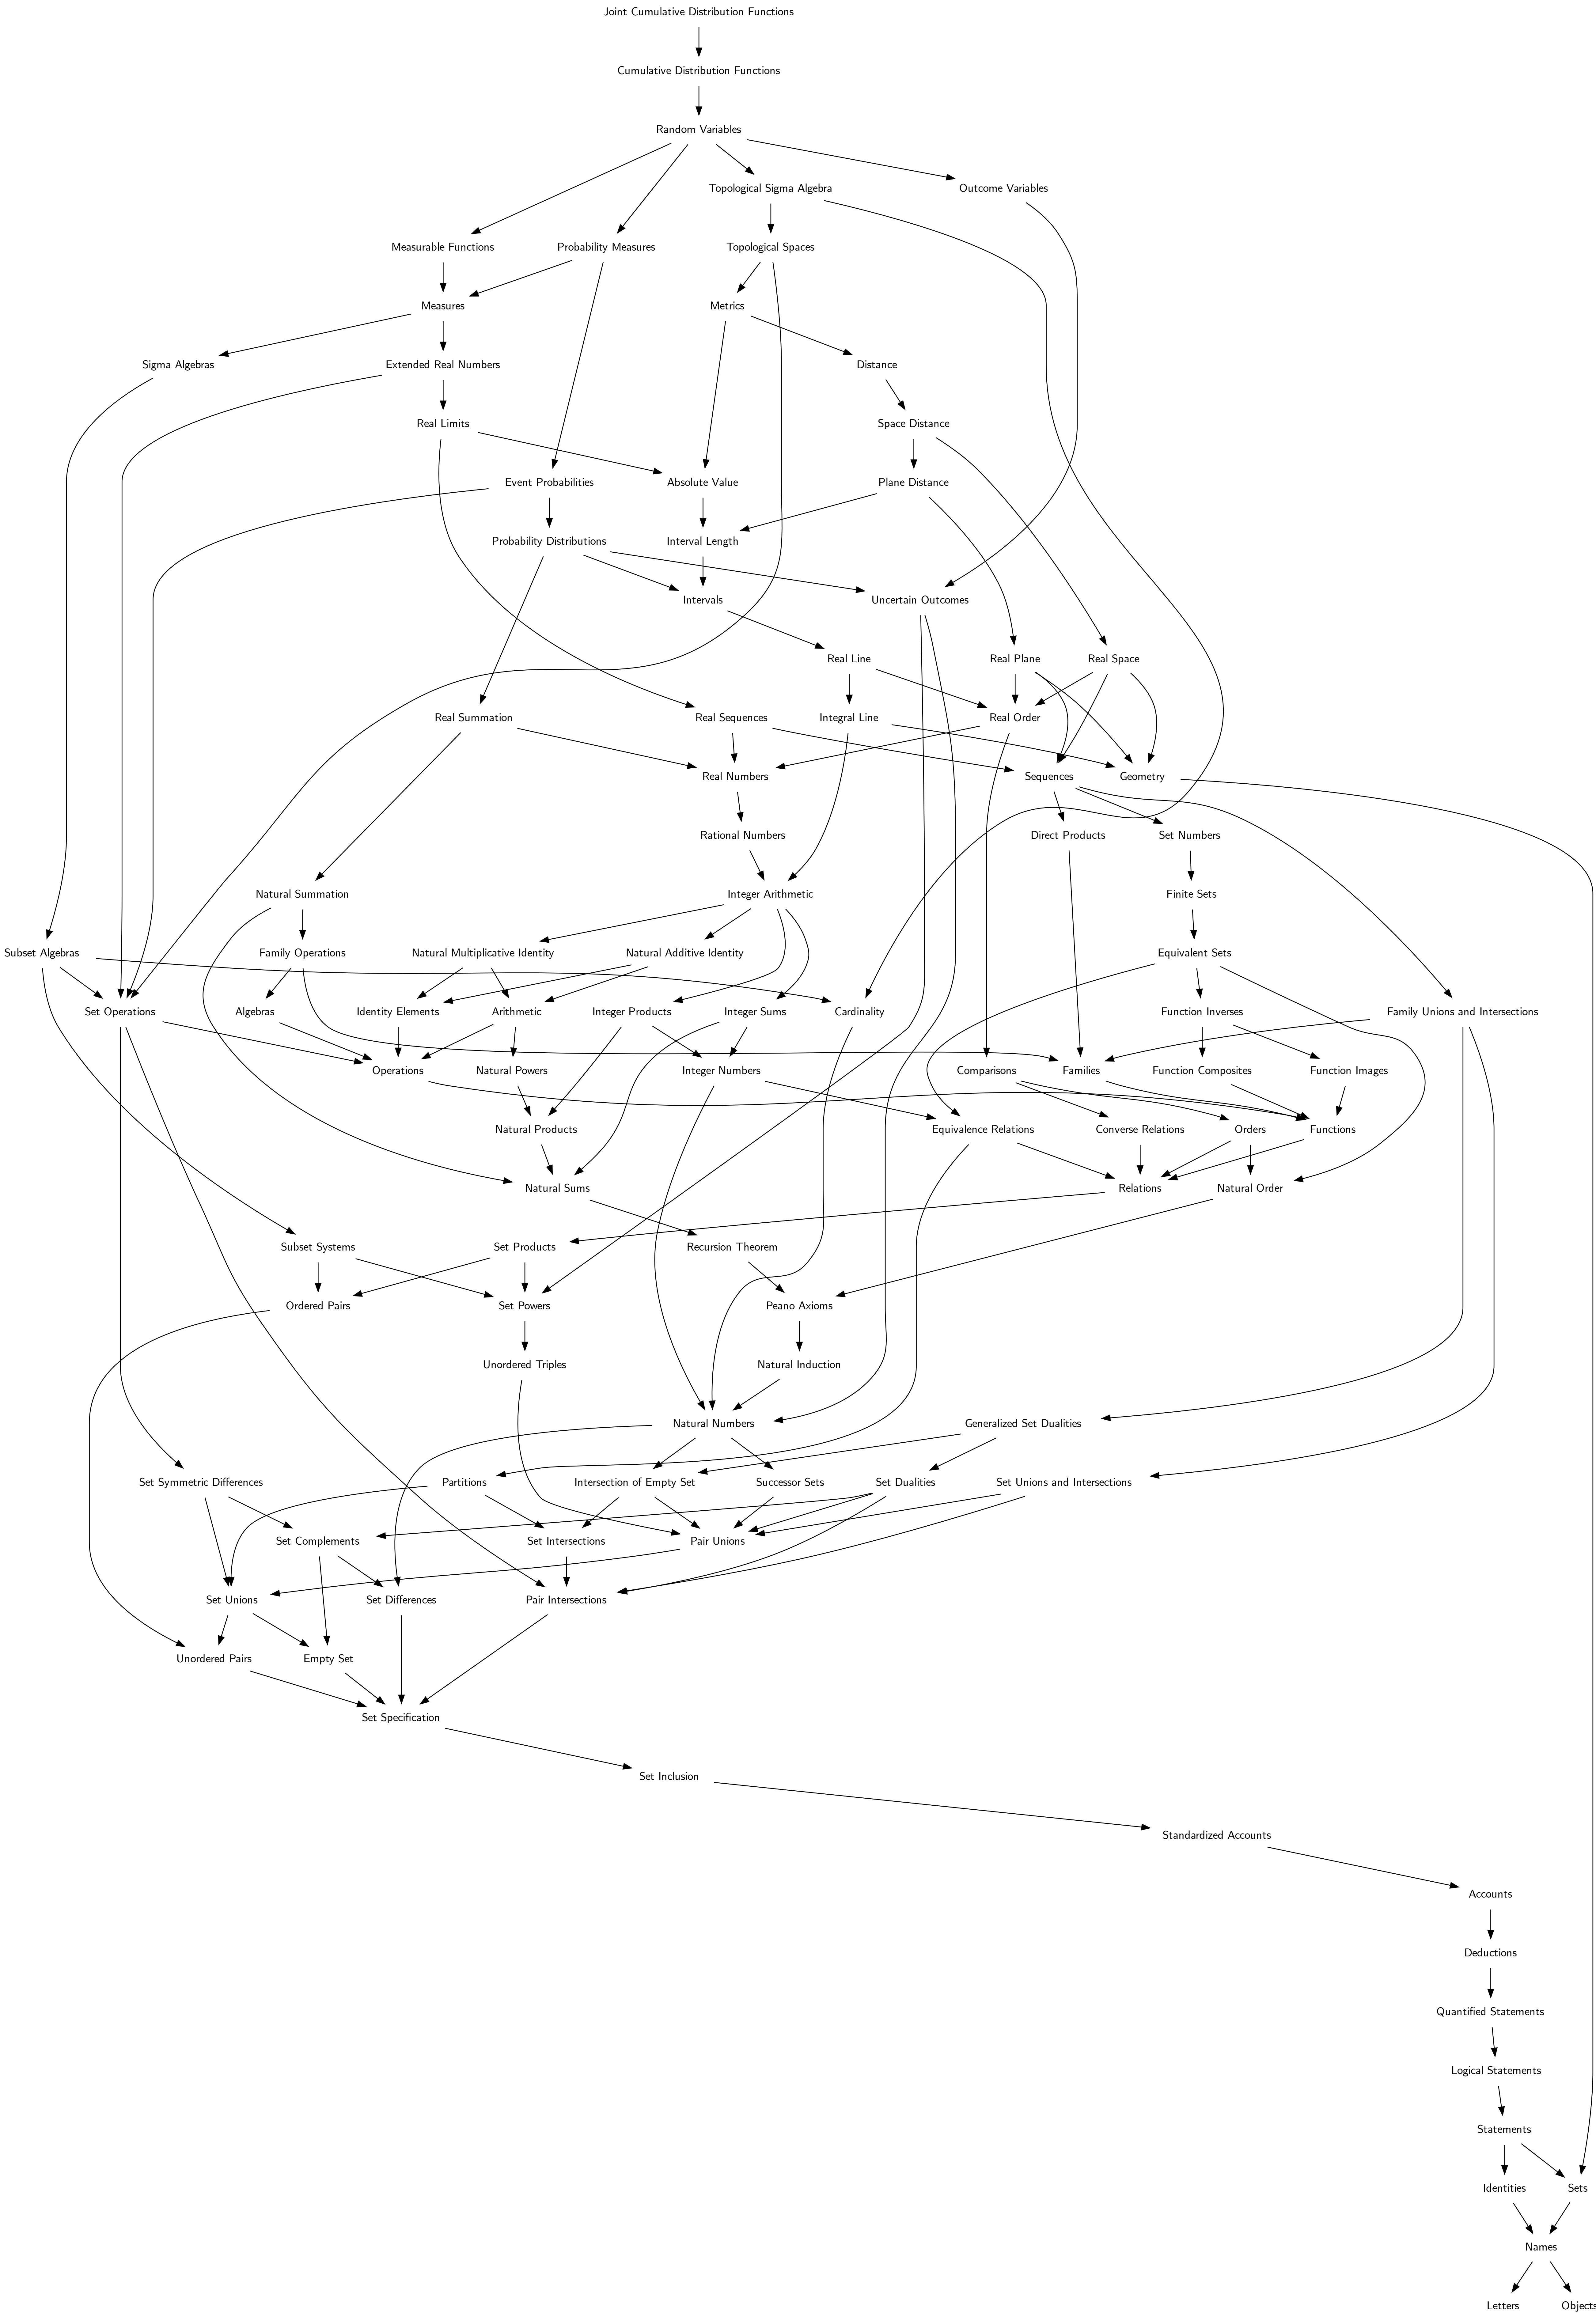 Joint Cumulative Distribution Functions
Cumulative Distribution Functions
Random Variables
Topological Sigma Algebra
Outcome Variables
Measurable Functions
Probability Measures
Topological Spaces
Measures
Metrics
Sigma Algebras
Extended Real Numbers
Distance
Real Limits
Space Distance
Event Probabilities
Absolute Value
Plane Distance
Probability Distributions
Interval Length
Intervals
Uncertain Outcomes
Real Line
Real Plane
Real Space
Real Summation
Real Sequences
Integral Line
Real Order
Real Numbers
Sequences
Geometry
Rational Numbers
Direct Products
Set Numbers
Natural Summation
Integer Arithmetic
Finite Sets
Subset Algebras
Family Operations
Natural Multiplicative Identity
Natural Additive Identity
Equivalent Sets
Set Operations
Algebras
Identity Elements
Arithmetic
Integer Products
Integer Sums
Cardinality
Function Inverses
Family Unions and Intersections
Operations
Natural Powers
Integer Numbers
Comparisons
Families
Function Composites
Function Images
Natural Products
Equivalence Relations
Converse Relations
Orders
Functions
Natural Sums
Relations
Natural Order
Subset Systems
Set Products
Recursion Theorem
Ordered Pairs
Set Powers
Peano Axioms
Unordered Triples
Natural Induction
Natural Numbers
Generalized Set Dualities
Set Symmetric Differences
Partitions
Intersection of Empty Set
Successor Sets
Set Dualities
Set Unions and Intersections
Set Complements
Set Intersections
Pair Unions
Set Unions
Set Differences
Pair Intersections
Unordered Pairs
Empty Set
Set Specification
Set Inclusion
Standardized Accounts
Accounts
Deductions
Quantified Statements
Logical Statements
Statements
Identities
Sets
Names
Letters
Objects